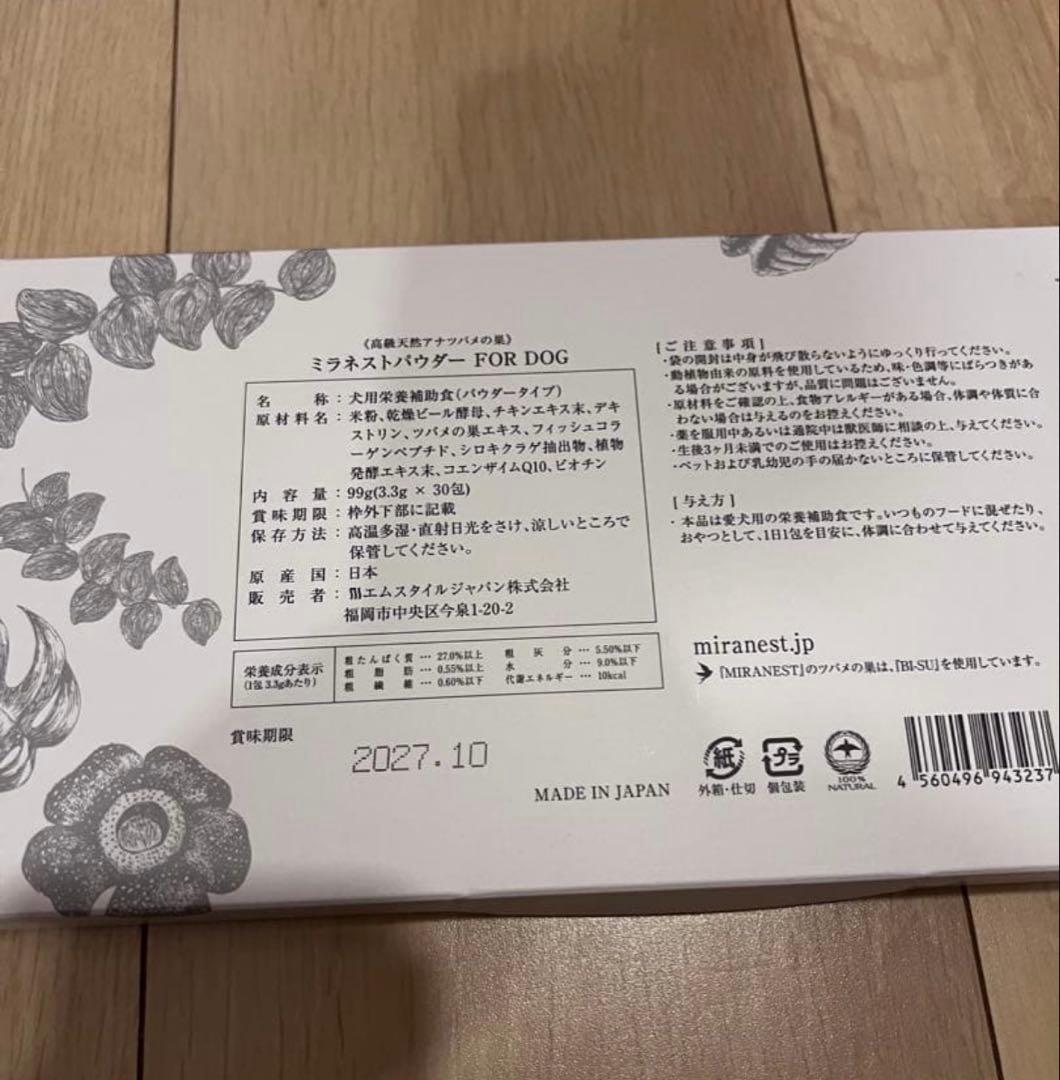 《高級天然アナツバメの巣》
ミラネストパウダー FOR DOG
名称：犬用栄養補助食（パウダータイプ）
原材料名：米粉、乾燥ビール酵母、チキンエキス末、デキ
ストリン、ツバメの巣エキス、フィッシュコラ
ーゲンペプチド、シロキクラゲ抽出物、植物
発酵エキス末、コエンザイムQ10、ビオチン
内容量：99g(3.3g × 30包)
賞味期限：枠外下部に記載
保存方法：高温多湿・直射日光をさけ、涼しいところで
保管してください。
原産国：日本
販売者：エムスタイルジャパン株式会社
福岡市中央区今泉1-20-2
栄養成分表示
(1包 3.3gあたり)
粗たんぱく質 … 27.0%以上
粗脂肪 … 0.55%以上
粗繊維 … 0.60%以下
粗灰分 … 5.50%以下
水分 … 9.0%以下
代謝エネルギー … 10kcal
賞味期限
2027.10
MADE IN JAPAN
[ご注意事項]
・袋の開封は中身が飛び散らないようにゆっくり行ってください。
・動植物由来の原料を使用しているため、味・色調等にばらつきがあ
る場合がございますが、品質に問題はございません。
・原材料をご確認の上、食物アレルギーがある場合、体調や体質に合
わない場合は与えるのをお控えください。
・薬を服用中あるいは通院中は獣医師に相談の上、与えてください。
・生後3ヶ月未満でのご使用はお控えください。
・ペットおよび乳幼児の手の届かないところに保管してください。
[与え方]
・本品は愛犬用の栄養補助食です。いつものフードに混ぜたり、
おやつとして、1日1包を目安に、体調に合わせて与えてください。
miranest.jp
『MIRANEST』のツバメの巣は、「BI-SU」を使用しています。
紙
外箱・仕切
プラ
個包装
100%
NATURAL
4 560496 943237